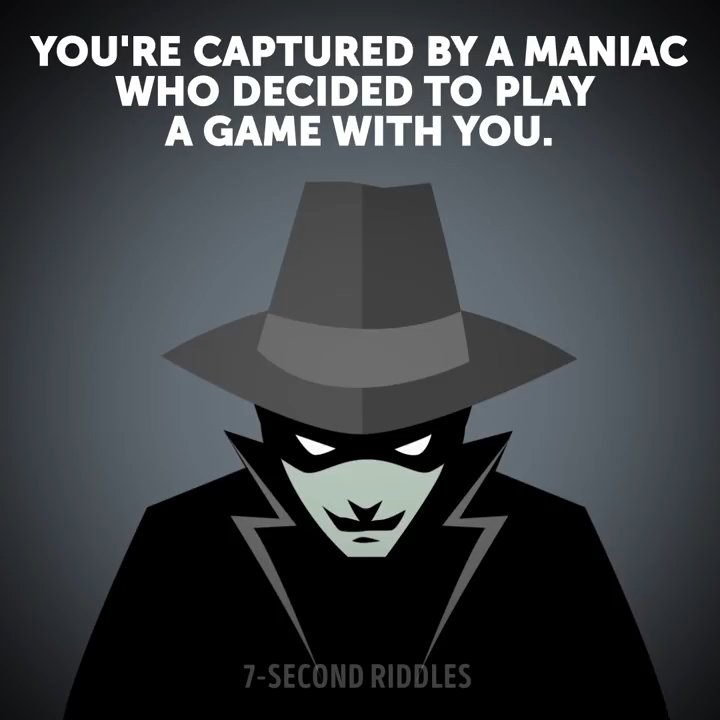 YOU'RE CAPTURED BY A MANIAC
WHO DECIDED TO PLAY
A GAME WITH YOU.
7-SECOND RIDDLES